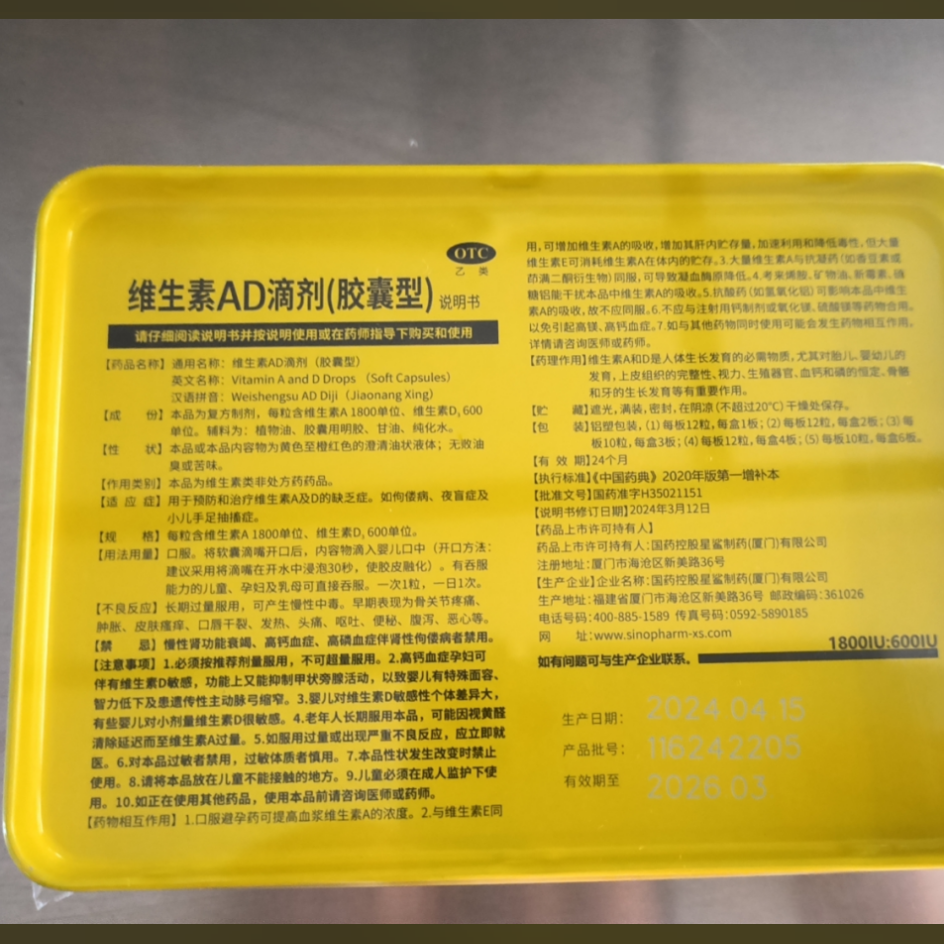 OTC
乙类
维生素AD滴剂(胶囊型)说明书
请仔细阅读说明书并按说明使用或在药师指导下购买和使用
【药品名称】通用名称：维生素AD滴剂（胶囊型）
英文名称：Vitamin A and D Drops （Soft Capsules）
汉语拼音：Weishengsu AD Diji（Jiaonang Xing）
【成　份】本品为复方制剂，每粒含维生素A 1800单位、维生素D₃ 600
单位。辅料为：植物油、胶囊用明胶、甘油、纯化水。
【性　状】本品或本品内容物为黄色至橙红色的澄清油状液体；无败油
臭或苦味。
【作用类别】本品为维生素类非处方药药品。
【适 应 症】用于预防和治疗维生素A及D的缺乏症。如佝偻病、夜盲症及
小儿手足抽搐症。
【规　格】每粒含维生素A 1800单位、维生素D₃ 600单位。
【用法用量】口服。将软囊滴嘴开口后，内容物滴入婴儿口中（开口方法：
建议采用将滴嘴在开水中浸泡30秒，使胶皮融化）。有吞服
能力的儿童、孕妇及乳母可直接吞服。一次1粒，一日1次。
【不良反应】长期过量服用，可产生慢性中毒。早期表现为骨关节疼痛、
肿胀、皮肤瘙痒、口唇干裂、发热、头痛、呕吐、便秘、腹泻、恶心等。
【禁　忌】慢性肾功能衰竭、高钙血症、高磷血症伴肾性佝偻病者禁用。
【注意事项】1.必须按推荐剂量服用，不可超量服用。2.高钙血症孕妇可
伴有维生素D敏感，功能上又能抑制甲状旁腺活动，以致婴儿有特殊面容、
智力低下及患遗传性主动脉弓缩窄。3.婴儿对维生素D敏感性个体差异大，
有些婴儿对小剂量维生素D很敏感。4.老年人长期服用本品，可能因视黄醛
清除延迟而至维生素A过量。5.如服用过量或出现严重不良反应，应立即就
医。6.对本品过敏者禁用，过敏体质者慎用。7.本品性状发生改变时禁止
使用。8.请将本品放在儿童不能接触的地方。9.儿童必须在成人监护下使
用。10.如正在使用其他药品，使用本品前请咨询医师或药师。
【药物相互作用】1.口服避孕药可提高血浆维生素A的浓度。2.与维生素E同
用，可增加维生素A的吸收，增加其肝内贮存量，加速利用和降低毒性，但大量
维生素E可消耗维生素A在体内的贮存。3.大量维生素A与抗凝药（如香豆素或
茚满二酮衍生物）同服，可导致凝血酶原降低。4.考来烯胺、矿物油、新霉素、硫
糖铝能干扰本品中维生素A的吸收。5.抗酸药（如氢氧化铝）可影响本品中维生
素A的吸收，故不应同服。6.不应与注射用钙制剂或氧化镁、硫酸镁等药物合用，
以免引起高镁、高钙血症。7.如与其他药物同时使用可能会发生药物相互作用，
详情请咨询医师或药师。
【药理作用】维生素A和D是人体生长发育的必需物质，尤其对胎儿、婴幼儿的
发育，上皮组织的完整性、视力、生殖器官、血钙和磷的恒定、骨骼
和牙的生长发育等有重要作用。
【贮　藏】遮光，满装，密封，在阴凉（不超过20℃）干燥处保存。
【包　装】铝塑包装，（1）每板12粒，每盒1板；（2）每板12粒，每盒2板；（3）每
板10粒，每盒3板；（4）每板12粒，每盒4板；（5）每板10粒，每盒6板。
【有 效 期】24个月
【执行标准】《中国药典》2020年版第一增补本
【批准文号】国药准字H35021151
【说明书修订日期】2024年3月12日
【药品上市许可持有人】
药品上市许可持有人：国药控股星鲨制药(厦门)有限公司
注册地址：厦门市海沧区新美路36号
【生产企业】企业名称：国药控股星鲨制药(厦门)有限公司
生产地址：福建省厦门市海沧区新美路36号 邮政编码：361026
电话号码：400-885-1589 传真号码：0592-5890185
网　址：www.sinopharm-xs.com
1800IU:600IU
如有问题可与生产企业联系。
生产日期： 2024.04.15
产品批号： 116242205
有效期至 2026.03